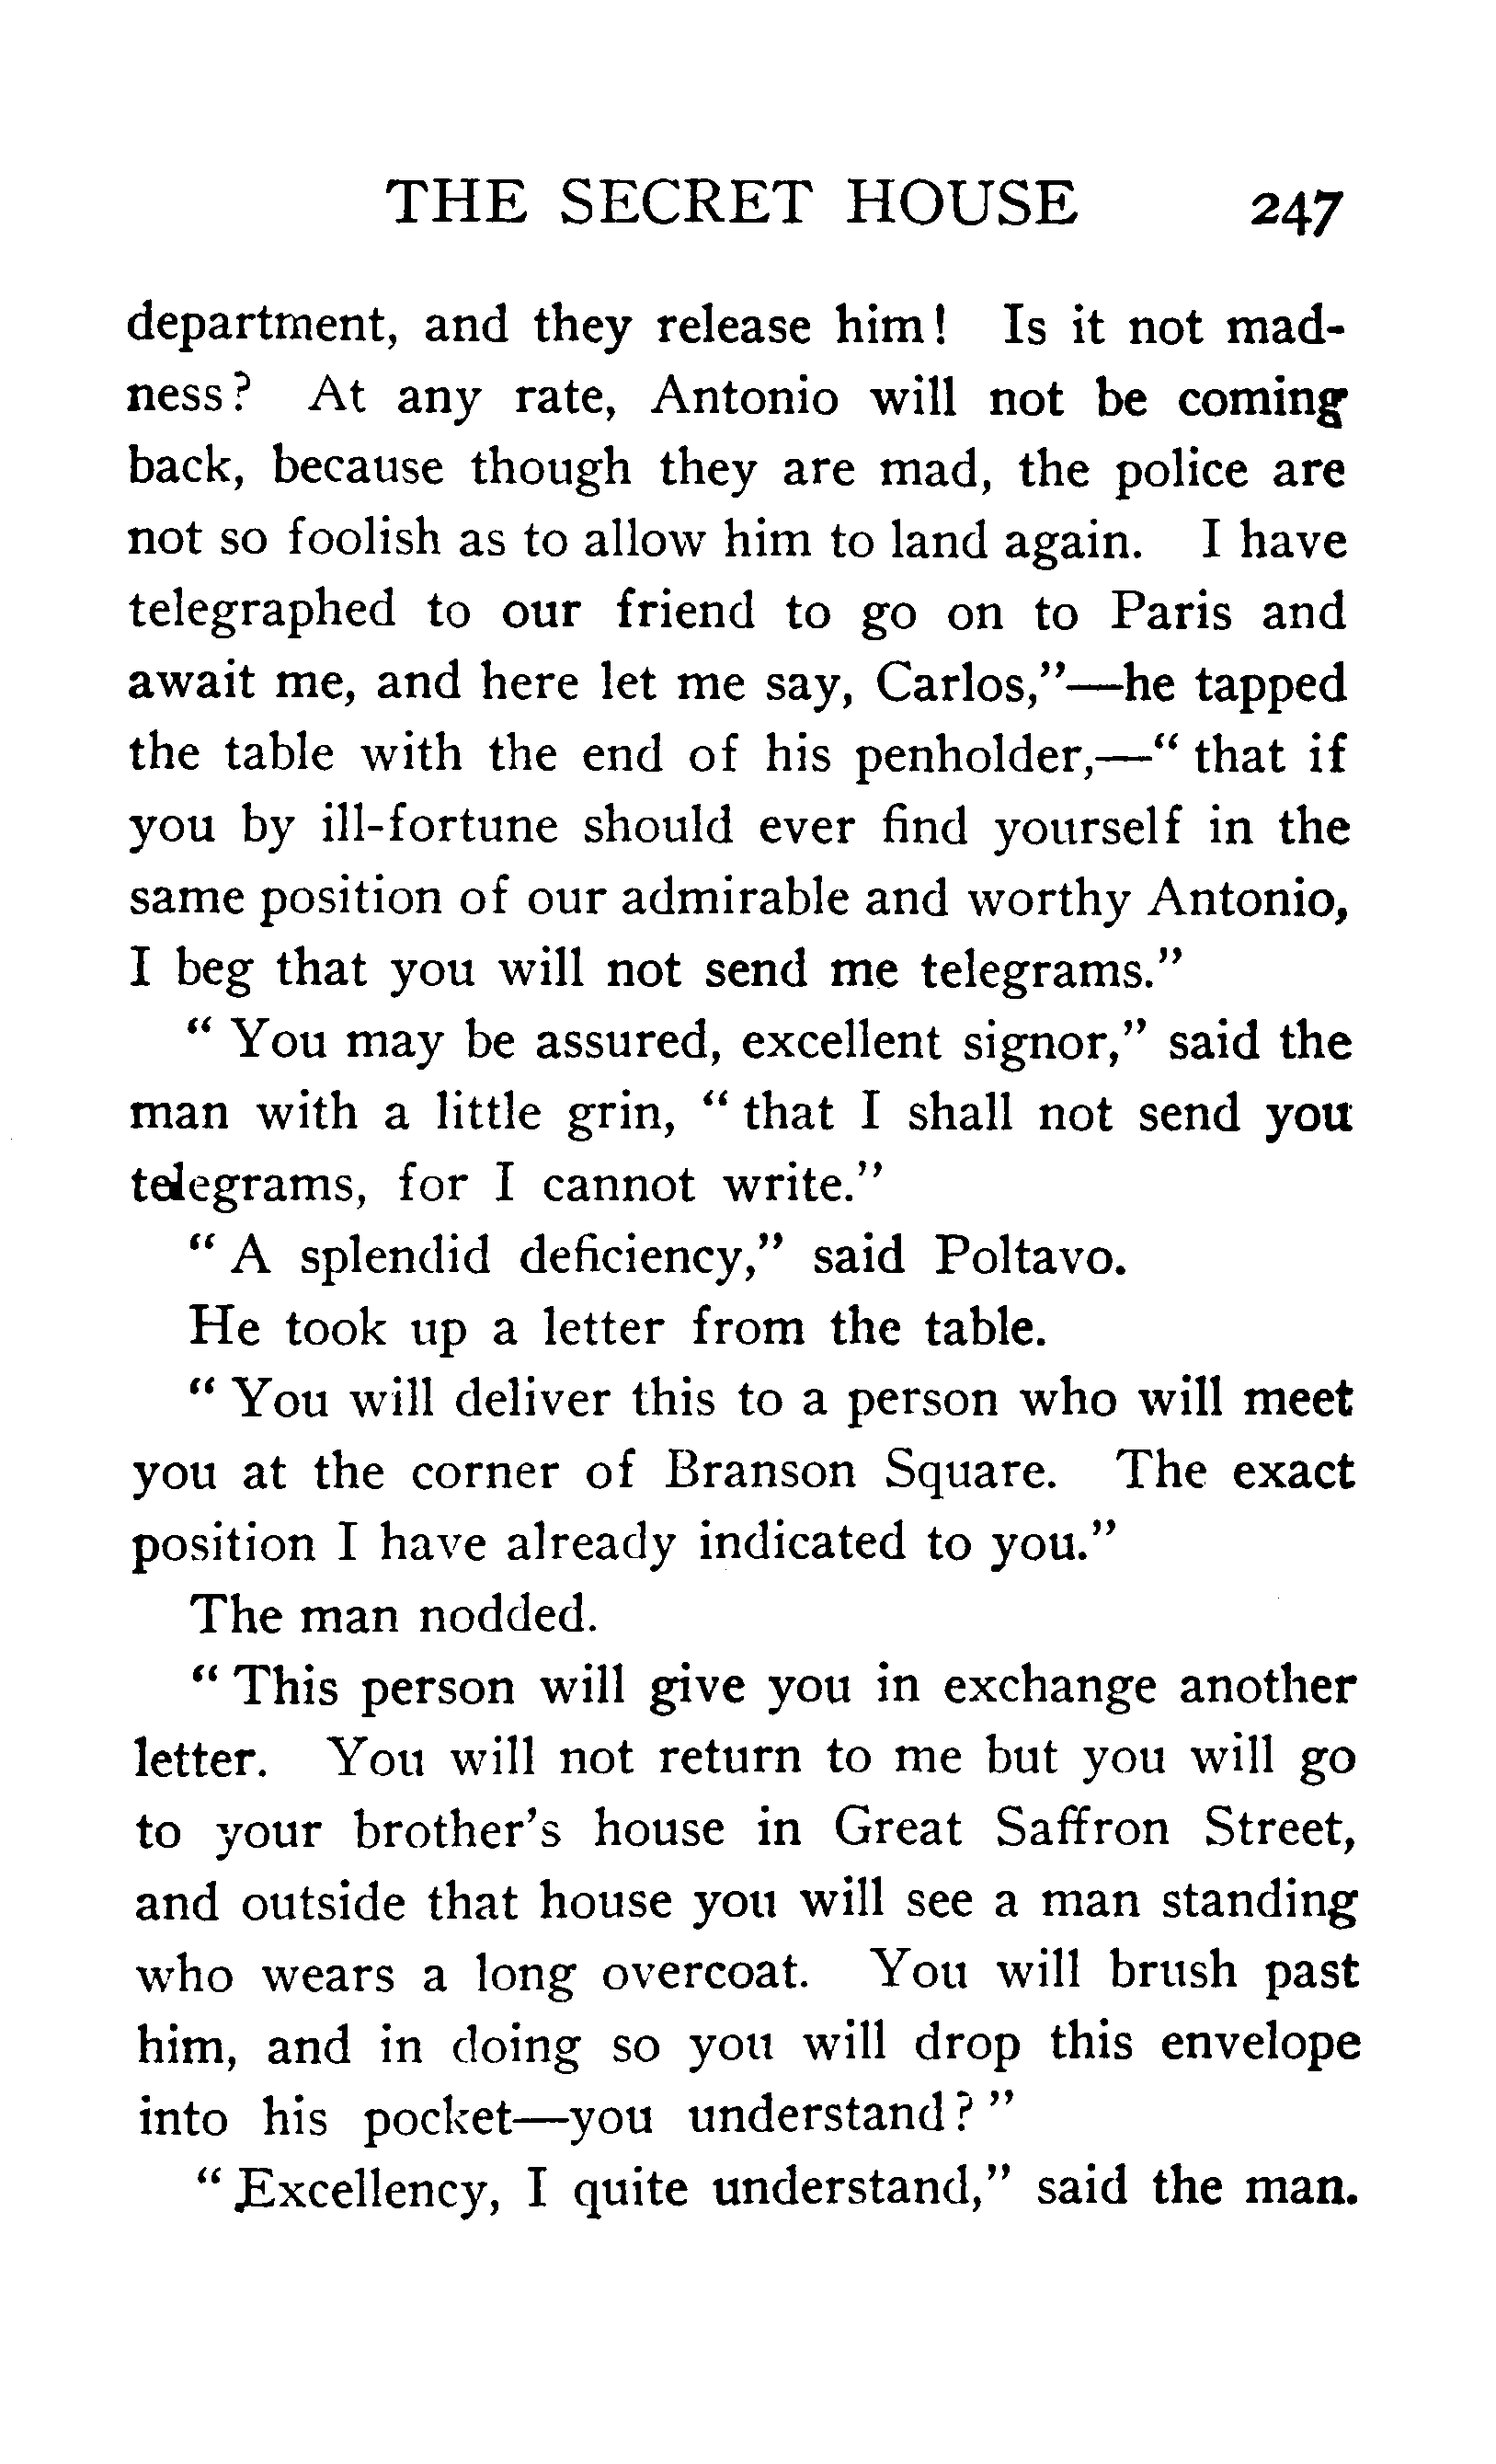 THE SECRET HOUSE 247
department, and they release him! Is it not mad-
ness? At any rate, Antonio will not be coming
back, because though they are mad, the police are
not so foolish as to allow him to land again. I have
telegraphed to our friend to go on to Paris and
await me, and here let me say, Carlos,”—he tapped
the table with the end of his penholder,—“ that if
you by ill-fortune should ever find yourself in the
same position of our admirable and worthy Antonio,
I beg that you will not send me telegrams.”
“ You may be assured, excellent signor,” said the
man with a little grin, “ that I shall not send you
telegrams, for I cannot write.”
“ A splendid deficiency,” said Poltavo.
He took up a letter from the table.
“ You will deliver this to a person who will meet
you at the corner of Branson Square. The exact
position I have already indicated to you.”
The man nodded.
“ This person will give you in exchange another
letter. You will not return to me but you will go
to your brother’s house in Great Saffron Street,
and outside that house you will see a man standing
who wears a long overcoat. You will brush past
him, and in doing so you will drop this envelope
into his pocket—you understand? ”
“ Excellency, I quite understand,” said the man.